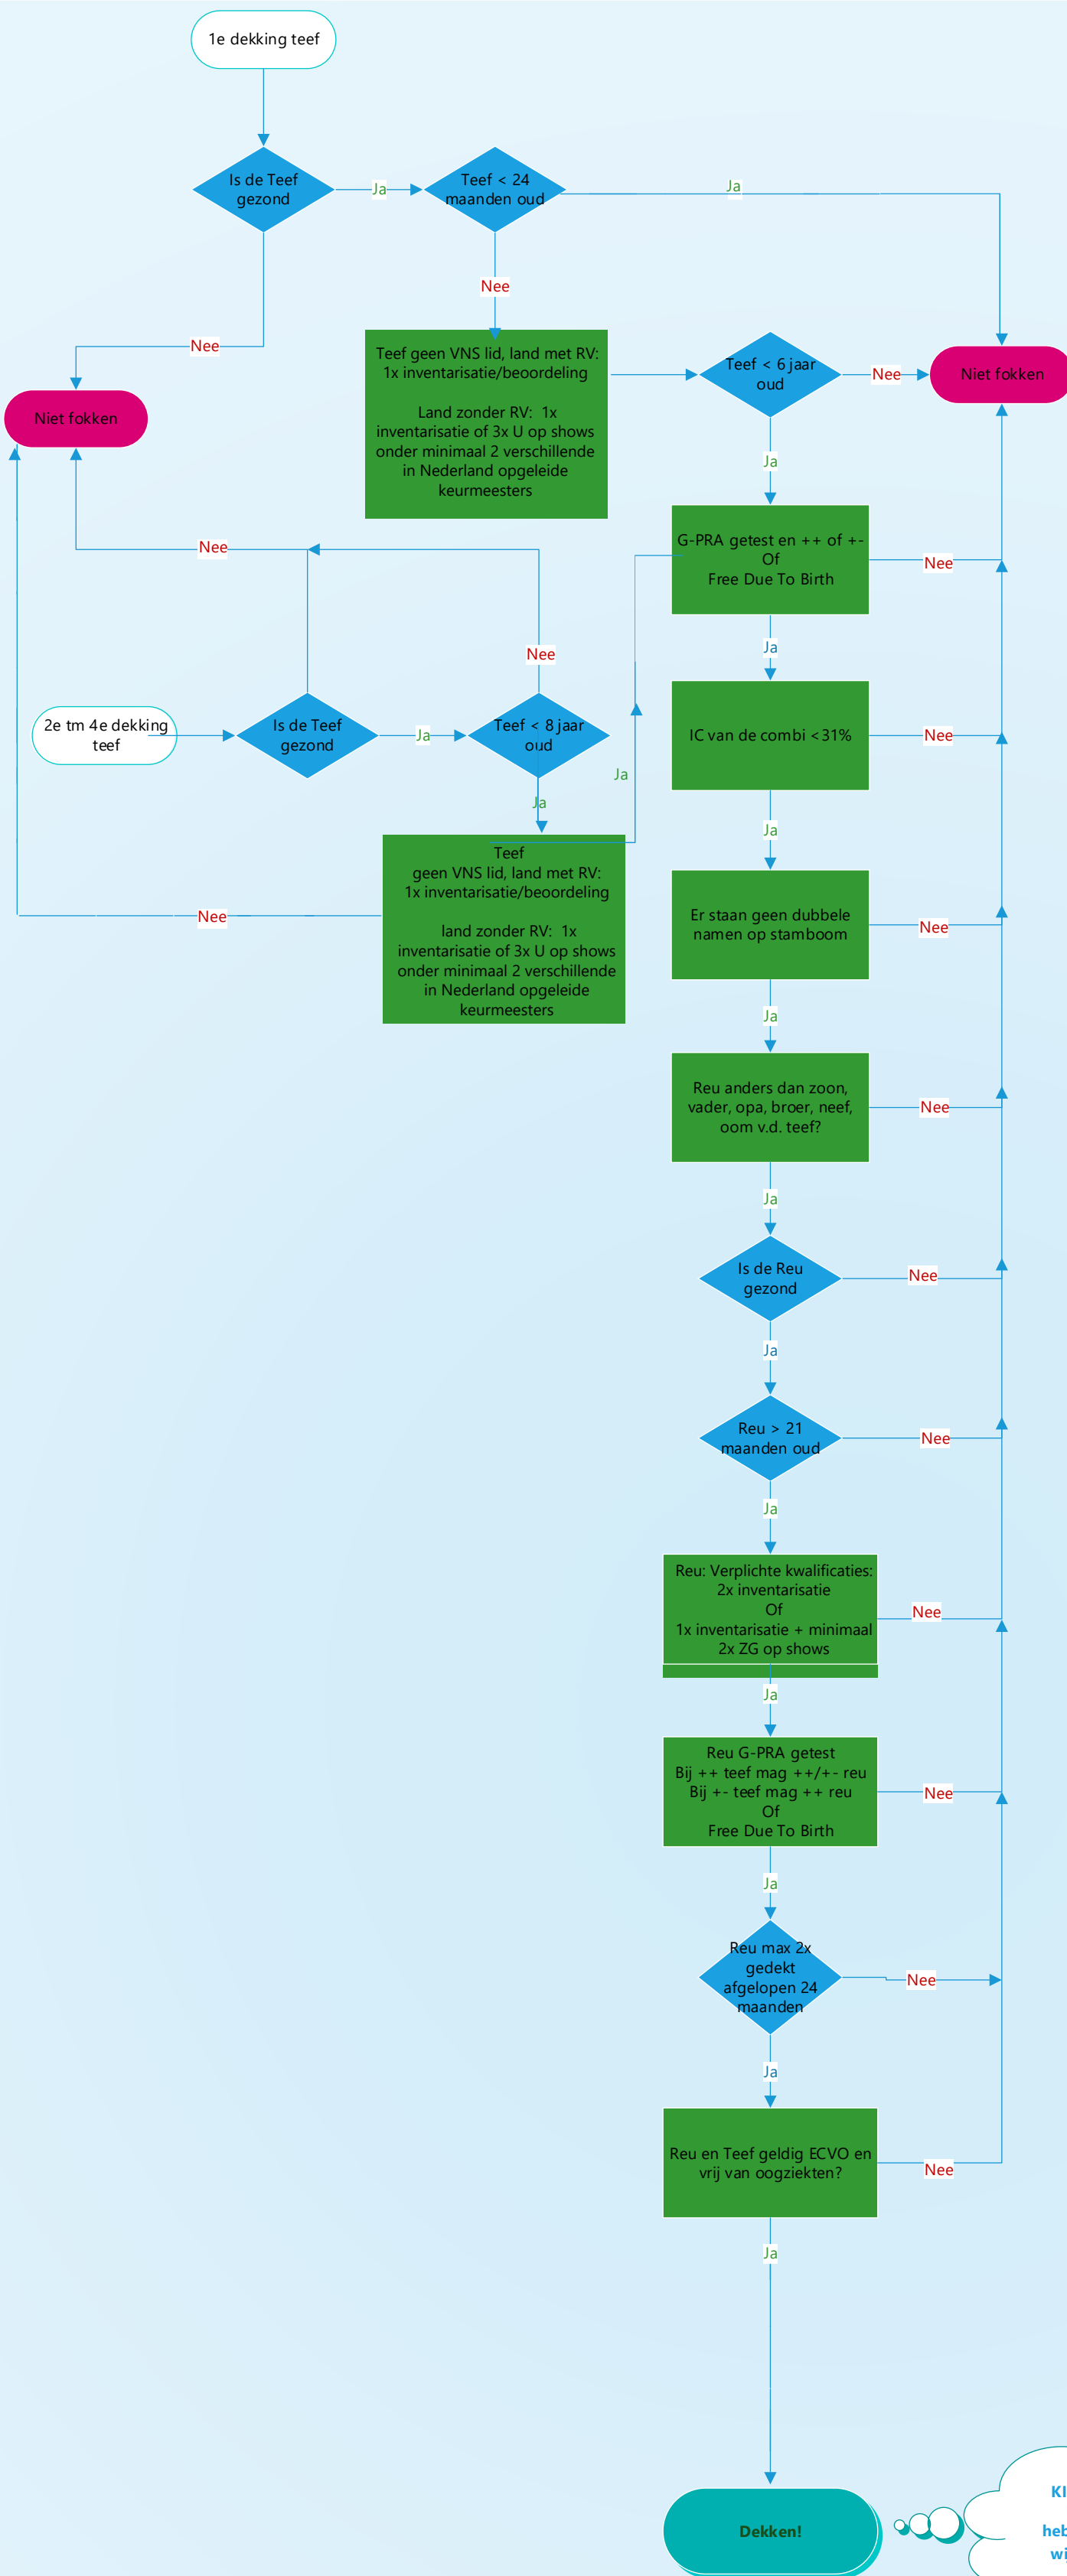 1e dekking teef
Is de Teef
gezond
Ja
Teef < 24
maanden oud
Ja
Nee
Nee
Teef geen VNS lid, land met RV:
1x inventarisatie/beoordeling
Land zonder RV: 1x
inventarisatie of 3x U op shows
onder minimaal 2 verschillende
in Nederland opgeleide
keurmeesters
Teef < 6 jaar
oud
Nee
Niet fokken
Niet fokken
Ja
Nee
G-PRA getest en ++ of +-
Of
Free Due To Birth
Nee
Nee
Ja
2e tm 4e dekking
teef
Is de Teef
gezond
Ja
Teef < 8 jaar
oud
Ja
Ja
IC van de combi <31%
Nee
Ja
Teef
geen VNS lid, land met RV:
1x inventarisatie/beoordeling
land zonder RV: 1x
inventarisatie of 3x U op shows
onder minimaal 2 verschillende
in Nederland opgeleide
keurmeesters
Nee
Er staan geen dubbele
namen op stamboom
Nee
Ja
Reu anders dan zoon,
vader, opa, broer, neef,
oom v.d. teef?
Nee
Ja
Is de Reu
gezond
Nee
Ja
Reu > 21
maanden oud
Nee
Ja
Reu: Verplichte kwalificaties:
2x inventarisatie
Of
1x inventarisatie + minimaal
2x ZG op shows
Nee
Ja
Reu G-PRA getest
Bij ++ teef mag ++/+- reu
Bij +- teef mag ++ reu
Of
Free Due To Birth
Nee
Ja
Reu max 2x
gedekt
afgelopen 24
maanden
Nee
Ja
Reu en Teef geldig ECVO en
vrij van oogziekten?
Nee
Ja
Dekken!